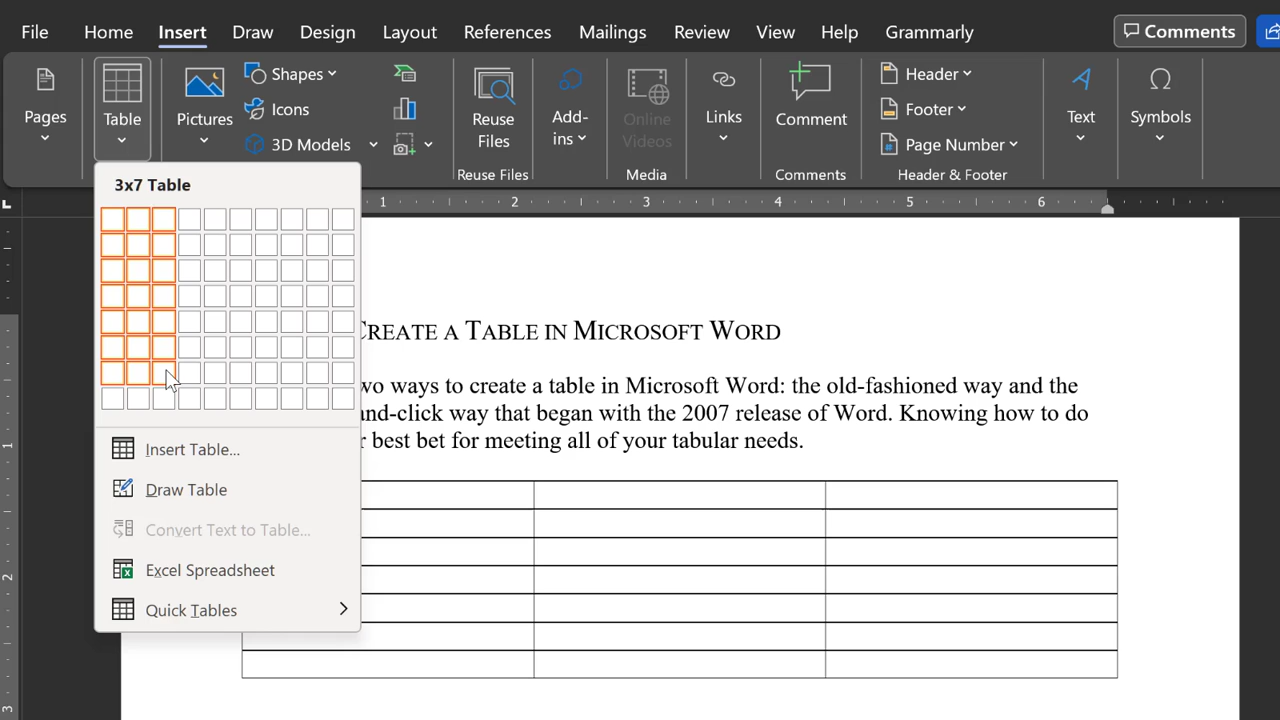 File Home Insert Draw Design Layout References Mailings Review View Help Grammarly Comments
Pages
Table
Pictures
Shapes
Icons
3D Models
Reuse
Files
Reuse Files
Add-
ins
Online
Videos
Media
Links
Comment
Comments
Header
Footer
Page Number
Header & Footer
Text
Symbols
3x7 Table
Insert Table...
Draw Table
Convert Text to Table...
Excel Spreadsheet
Quick Tables
1 2 3 4 5 6
1
2
3
CREATE A TABLE IN MICROSOFT WORD
ways to create a table in Microsoft Word: the old-fashioned way and the
-click way that began with the 2007 release of Word. Knowing how to do
best bet for meeting all of your tabular needs.